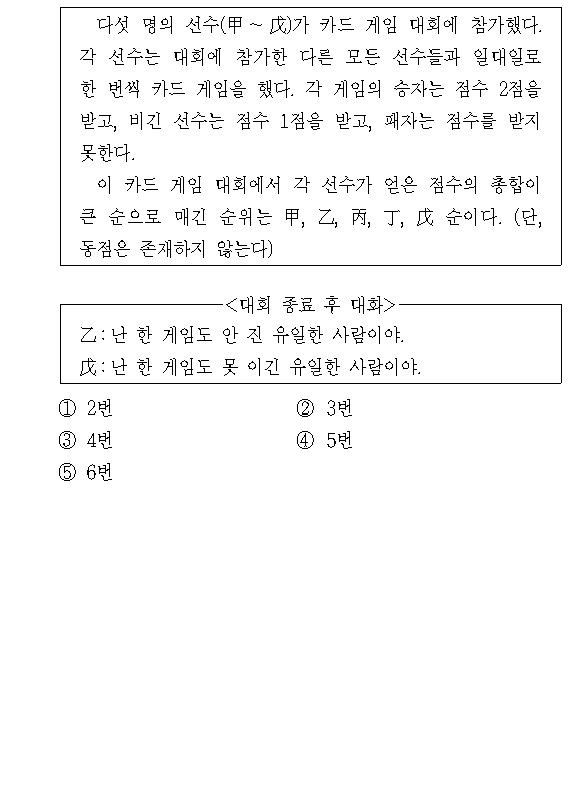 다섯 명의 선수(甲 ~ 戊)가 카드 게임 대회에 참가했다.
각 선수는 대회에 참가한 다른 모든 선수들과 일대일로
한 번씩 카드 게임을 했다. 각 게임의 승자는 점수 2점을
받고, 비긴 선수는 점수 1점을 받고, 패자는 점수를 받지
못한다.
이 카드 게임 대회에서 각 선수가 얻은 점수의 총합이
큰 순으로 매긴 순위는 甲, 乙, 丙, 丁, 戊 순이다. (단,
동점은 존재하지 않는다)
<대회 종료 후 대화>
乙 : 난 한 게임도 안 진 유일한 사람이야.
戊 : 난 한 게임도 못 이긴 유일한 사람이야.
① 2번 ② 3번
③ 4번 ④ 5번
⑤ 6번